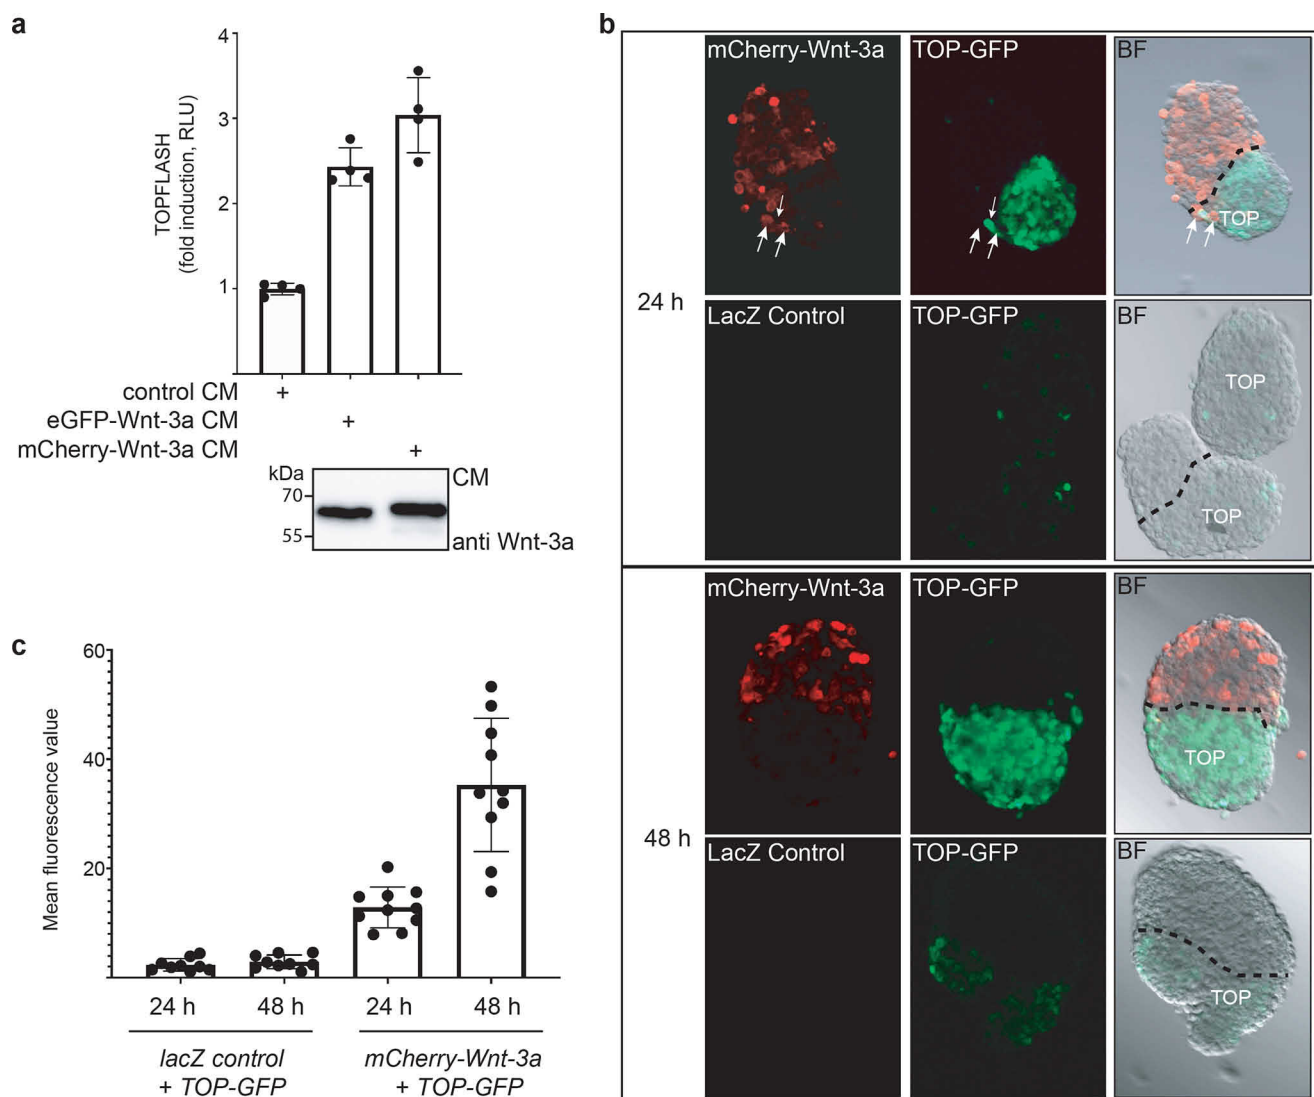 a
4
3
2
1
TOPFLASH
(fold induction, RLU)
control CM +
eGFP-Wnt-3a CM +
mCherry-Wnt-3a CM +
kDa
70
55
CM
anti Wnt-3a
b
24 h
mCherry-Wnt-3a
TOP-GFP
BF
TOP
LacZ Control
TOP-GFP
BF
TOP
TOP
48 h
mCherry-Wnt-3a
TOP-GFP
BF
TOP
LacZ Control
TOP-GFP
BF
TOP
c
60
40
20
Mean fluorescence value
24 h 48 h 24 h 48 h
lacZ control
+ TOP-GFP
mCherry-Wnt-3a
+ TOP-GFP